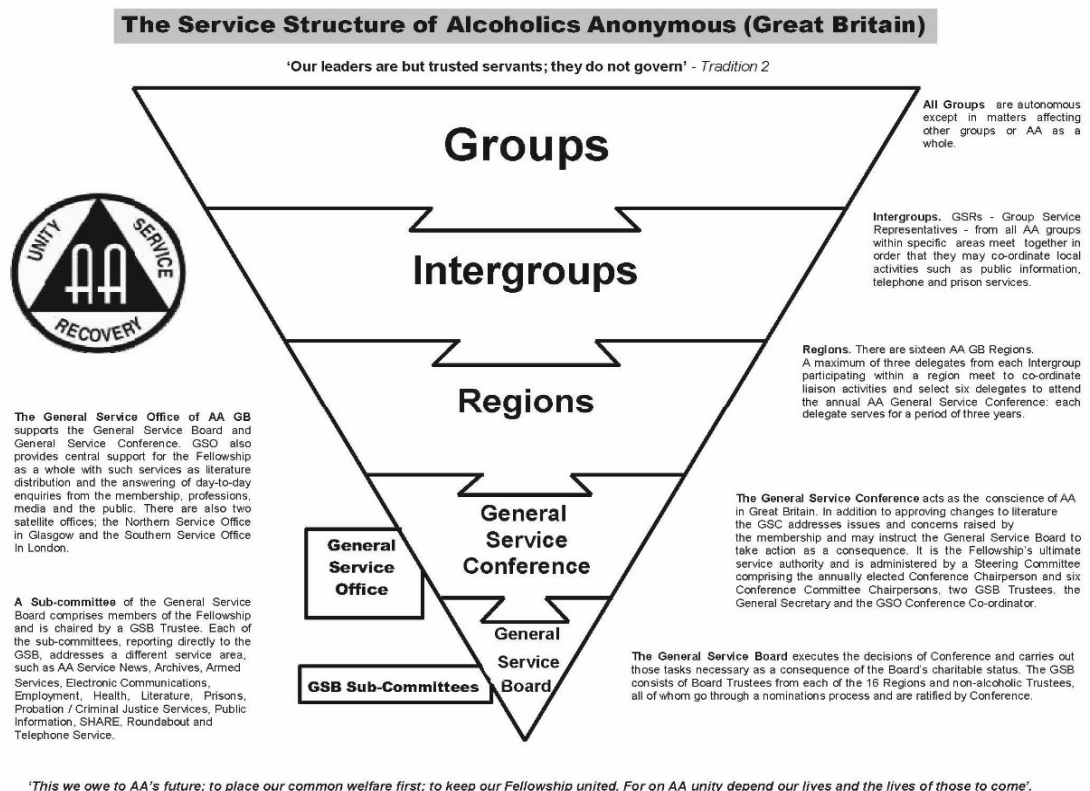 The Service Structure of Alcoholics Anonymous (Great Britain)
'Our leaders are but trusted servants; they do not govern' - Tradition 2
Groups
All Groups are autonomous
except in matters affecting
other groups or AA as a
whole.
UNITY
SERVICE
AA
RECOVERY
Intergroups
Intergroups. GSRs - Group Service
Representatives - from all AA groups
within specific areas meet together in
order that they may co-ordinate local
activities such as public information,
telephone and prison services.
Regions
Regions. There are sixteen AA GB Regions.
A maximum of three delegates from each Intergroup
participating within a region meet to co-ordinate
liaison activities and select six delegates to attend
the annual AA General Service Conference: each
delegate serves for a period of three years.
The General Service Office of AA GB
supports the General Service Board and
General Service Conference. GSO also
provides central support for the Fellowship
as a whole with such services as literature
distribution and the answering of day-to-day
enquiries from the membership, professions,
media and the public. There are also two
satellite offices; the Northern Service Office
in Glasgow and the Southern Service Office
In London.
General
Service
Conference
General
Service
Office
The General Service Conference acts as the conscience of AA
in Great Britain. In addition to approving changes to literature
the GSC addresses issues and concerns raised by
the membership and may instruct the General Service Board to
take action as a consequence. It is the Fellowship's ultimate
service authority and is administered by a Steering Committee
comprising the annually elected Conference Chairperson and six
Conference Committee Chairpersons, two GSB Trustees, the
General Secretary and the GSO Conference Co-ordinator.
A Sub-committee of the General Service
Board comprises members of the Fellowship
and is chaired by a GSB Trustee. Each of
the sub-committees, reporting directly to the
GSB, addresses a different service area,
such as AA Service News, Archives, Armed
Services, Electronic Communications,
Employment, Health, Literature, Prisons,
Probation / Criminal Justice Services, Public
Information, SHARE, Roundabout and
Telephone Service.
General
Service
Board
GSB Sub-Committees
The General Service Board executes the decisions of Conference and carries out
those tasks necessary as a consequence of the Board's charitable status. The GSB
consists of Board Trustees from each of the 16 Regions and non-alcoholic Trustees,
all of whom go through a nominations process and are ratified by Conference.
'This we owe to AA's future: to place our common welfare first; to keep our Fellowship united. For on AA unity depend our lives and the lives of those to come'.